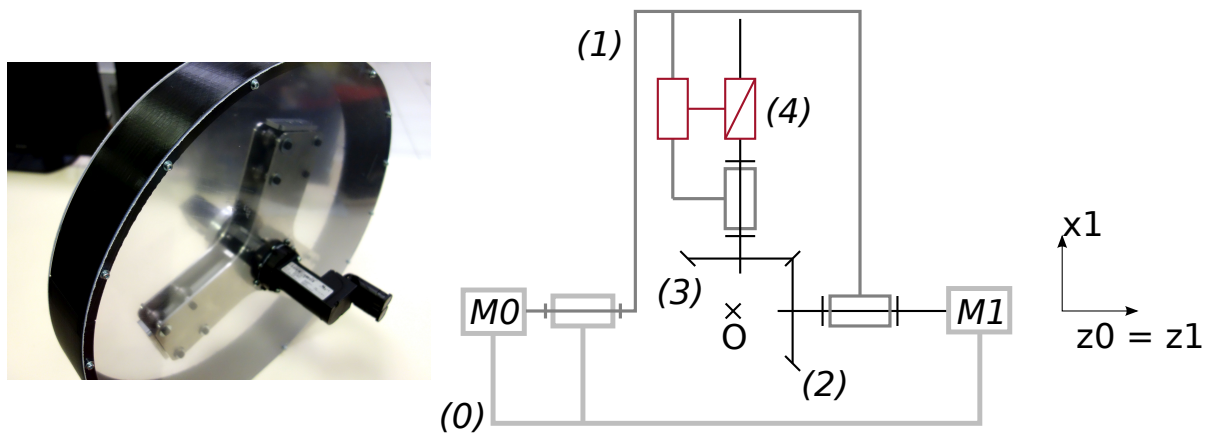 (1)
(4)
x1
(3)
M0
M1
O
z0 = z1
(2)
(0)